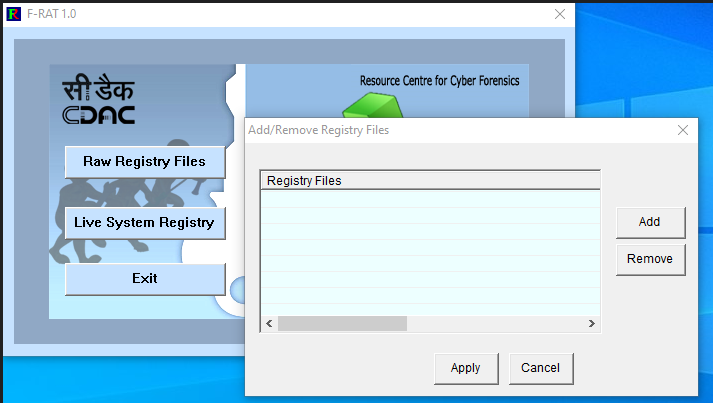 F-RAT 1.0
सी डैक
CDAC
Resource Centre for Cyber Forensics
Raw Registry Files
Live System Registry
Exit
Add/Remove Registry Files
Registry Files
Add
Remove
Apply
Cancel